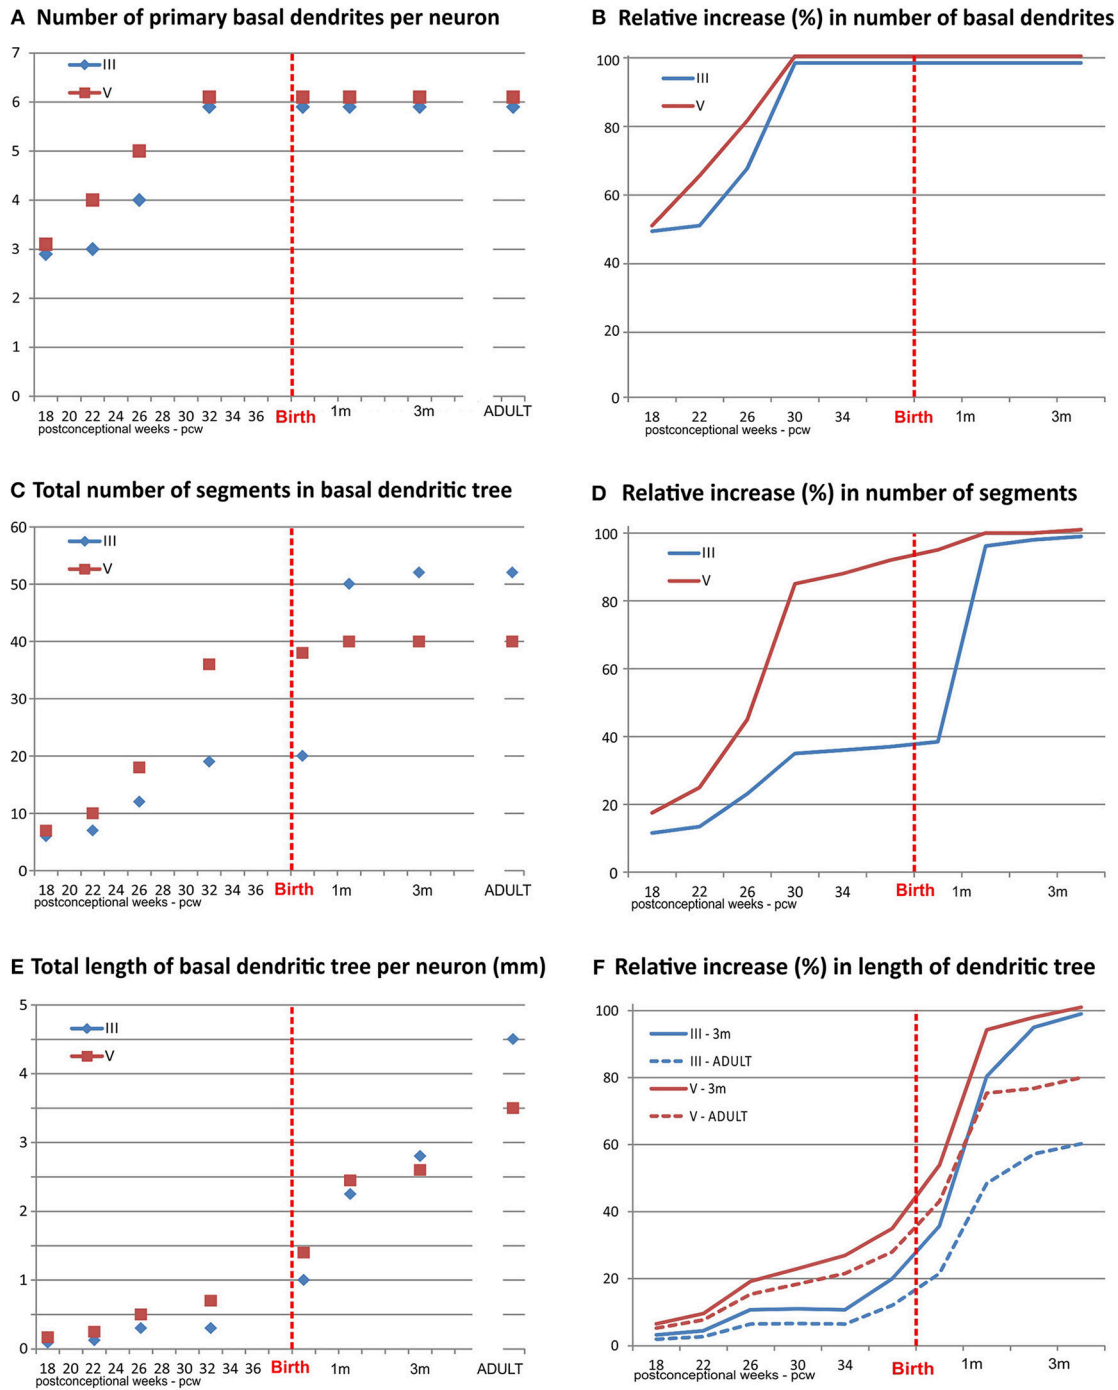 A Number of primary basal dendrites per neuron
III
V
7
6
5
4
3
2
1
0
18 20 22 24 26 28 30 32 34 36 Birth 1m 3m ADULT
postconceptional weeks - pcw
B Relative increase (%) in number of basal dendrites
III
V
100
80
60
40
20
0
18 22 26 30 34 Birth 1m 3m
postconceptional weeks - pcw
C Total number of segments in basal dendritic tree
III
V
60
50
40
30
20
10
0
18 20 22 24 26 28 30 32 34 36 Birth 1m 3m ADULT
postconceptional weeks - pcw
D Relative increase (%) in number of segments
III
V
100
80
60
40
20
0
18 22 26 30 34 Birth 1m 3m
postconceptional weeks - pcw
E Total length of basal dendritic tree per neuron (mm)
III
V
5
4
3
2
1
0
18 20 22 24 26 28 30 32 34 36 Birth 1m 3m ADULT
postconceptional weeks - pcw
F Relative increase (%) in length of dendritic tree
III - 3m
III - ADULT
V - 3m
V - ADULT
100
80
60
40
20
0
18 22 26 30 34 Birth 1m 3m
postconceptional weeks - pcw